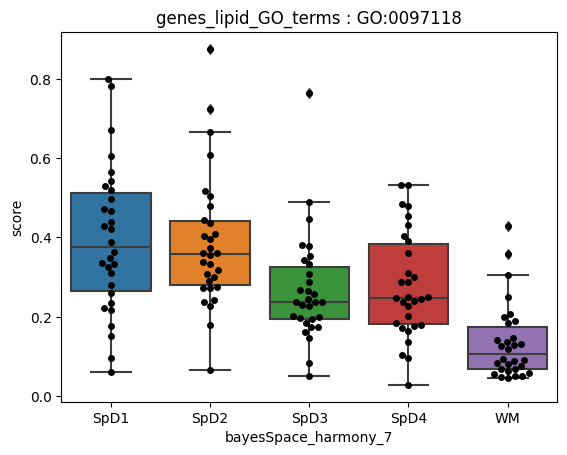 genes_lipid_GO_terms : GO:0097118
score
0.8
0.6
0.4
0.2
0.0
SpD1 SpD2 SpD3 SpD4 WM
bayesSpace_harmony_7